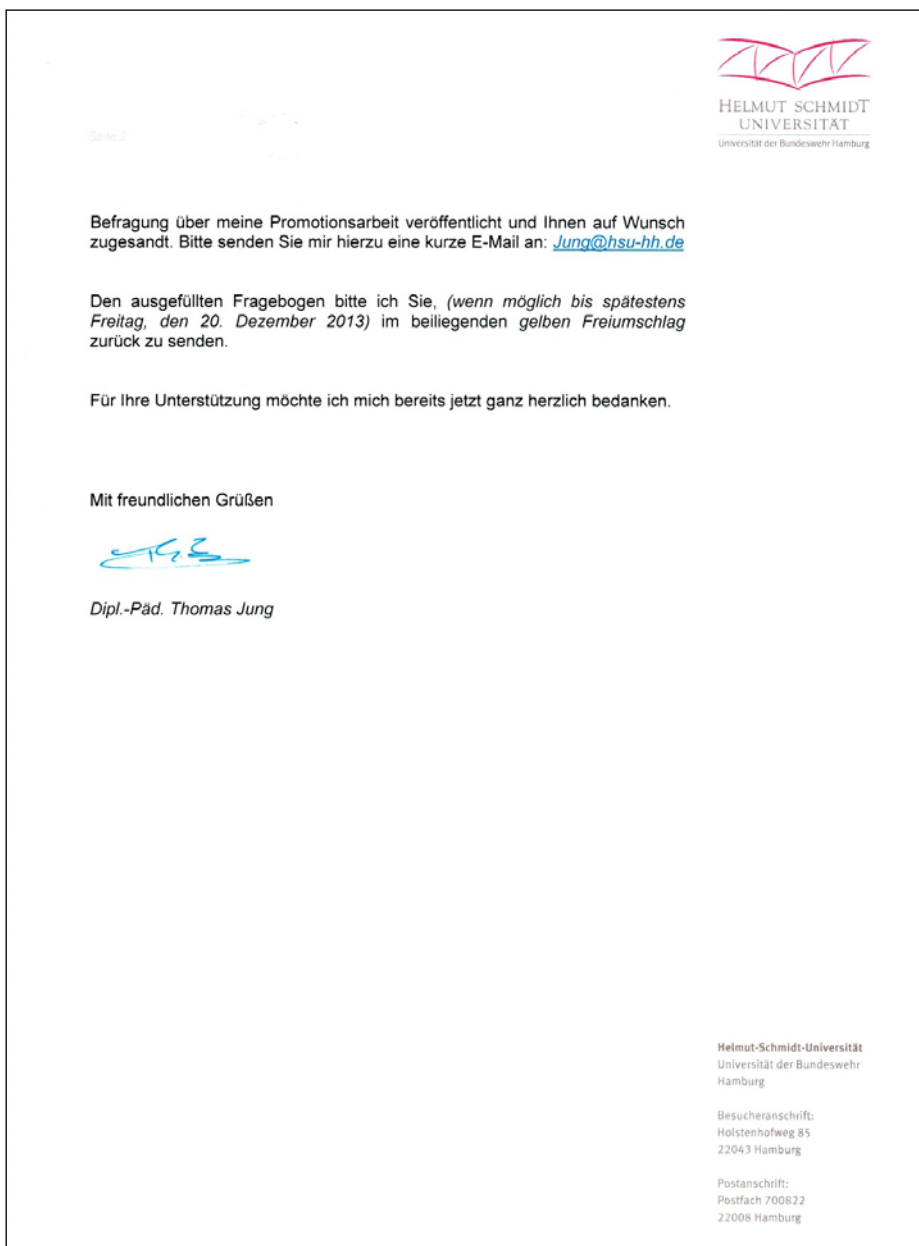 HELMUT SCHMIDT
UNIVERSITÄT
Universität der Bundeswehr Hamburg
Seite 2
Befragung über meine Promotionsarbeit veröffentlicht und Ihnen auf Wunsch
zugesandt. Bitte senden Sie mir hierzu eine kurze E-Mail an: Jung@hsu-hh.de
Den ausgefüllten Fragebogen bitte ich Sie, (wenn möglich bis spätestens
Freitag, den 20. Dezember 2013) im beiliegenden gelben Freiumschlag
zurück zu senden.
Für Ihre Unterstützung möchte ich mich bereits jetzt ganz herzlich bedanken.
Mit freundlichen Grüßen
Dipl.-Päd. Thomas Jung
Helmut-Schmidt-Universität
Universität der Bundeswehr
Hamburg
Besucheranschrift:
Holstenhofweg 85
22043 Hamburg
Postanschrift:
Postfach 700822
22008 Hamburg